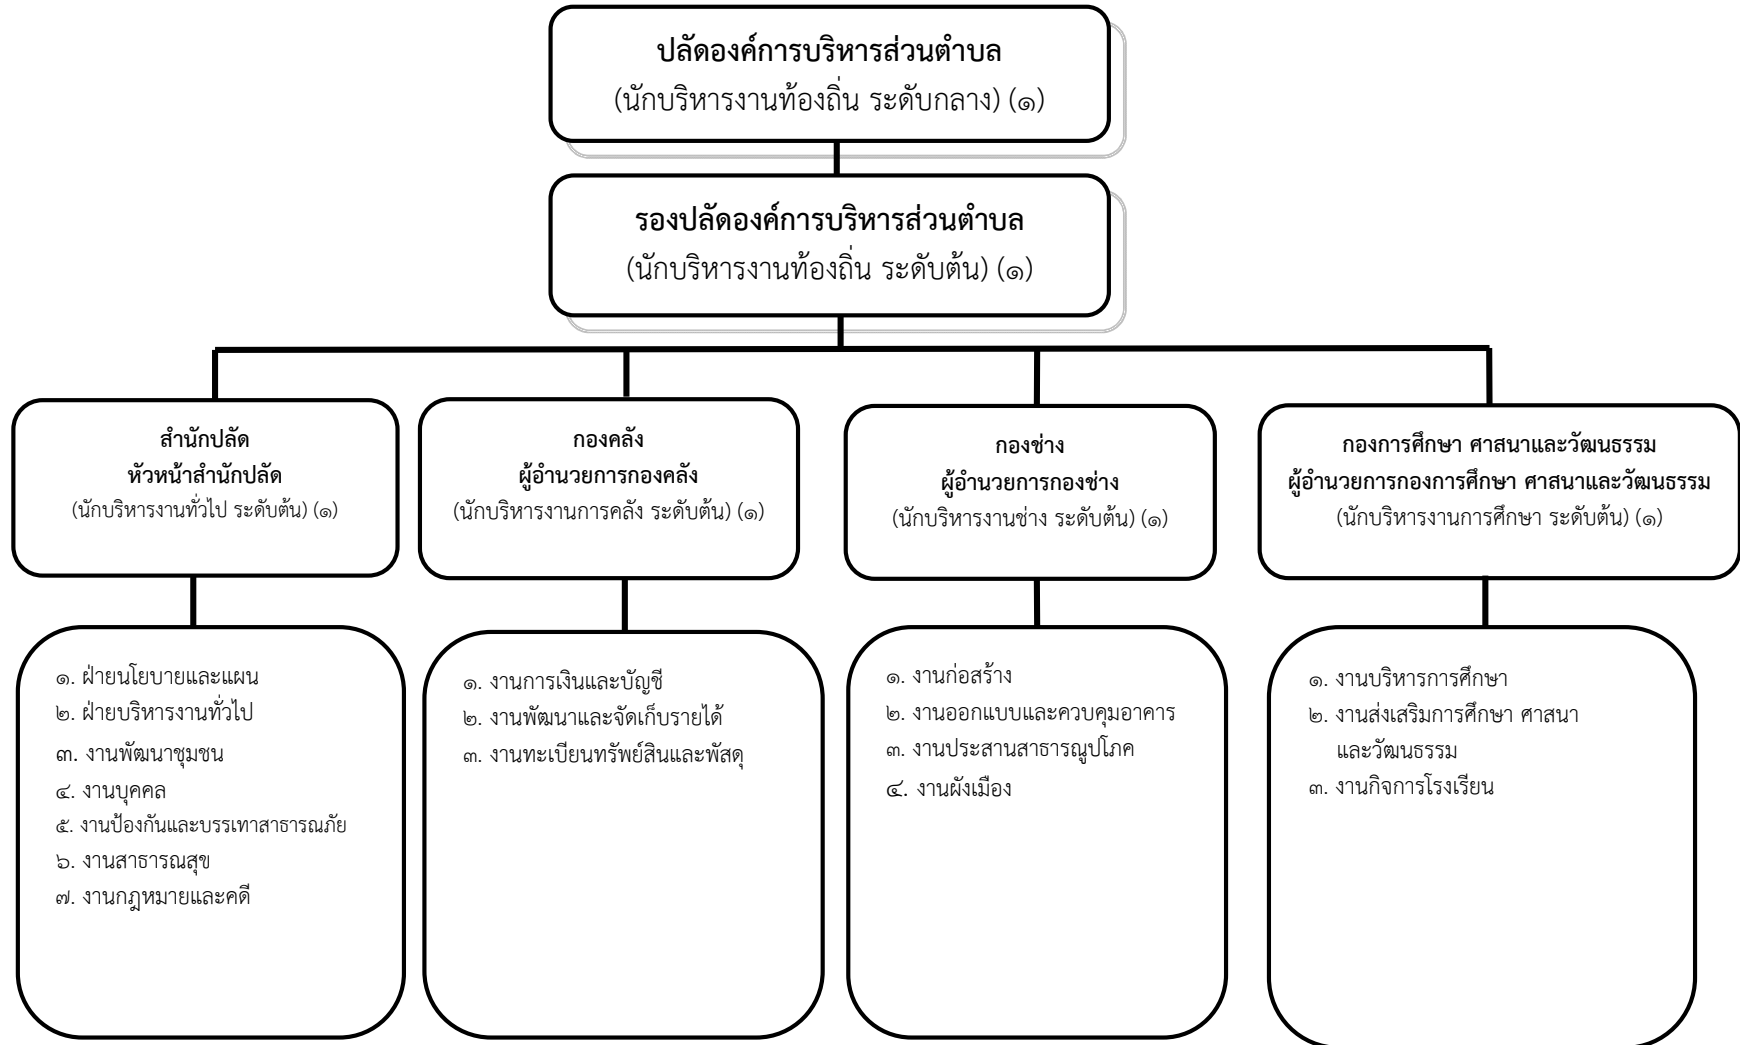 ปลัดองค์การบริหารส่วนตำบล
(นักบริหารงานท้องถิ่น ระดับกลาง) (๑)
รองปลัดองค์การบริหารส่วนตำบล
(นักบริหารงานท้องถิ่น ระดับต้น) (๑)
สำนักปลัด
หัวหน้าสำนักปลัด
(นักบริหารงานทั่วไป ระดับต้น) (๑)
กองคลัง
ผู้อำนวยการกองคลัง
(นักบริหารงานการคลัง ระดับต้น) (๑)
กองช่าง
ผู้อำนวยการกองช่าง
(นักบริหารงานช่าง ระดับต้น) (๑)
กองการศึกษา ศาสนาและวัฒนธรรม
ผู้อำนวยการกองการศึกษา ศาสนาและวัฒนธรรม
(นักบริหารงานการศึกษา ระดับต้น) (๑)
๑. ฝ่ายนโยบายและแผน
๒. ฝ่ายบริหารงานทั่วไป
๓. งานพัฒนาชุมชน
๔. งานบุคคล
๕. งานป้องกันและบรรเทาสาธารณภัย
๖. งานสาธารณสุข
๗. งานกฎหมายและคดี
๑. งานการเงินและบัญชี
๒. งานพัฒนาและจัดเก็บรายได้
๓. งานทะเบียนทรัพย์สินและพัสดุ
๑. งานก่อสร้าง
๒. งานออกแบบและควบคุมอาคาร
๓. งานประสานสาธารณูปโภค
๔. งานผังเมือง
๑. งานบริหารการศึกษา
๒. งานส่งเสริมการศึกษา ศาสนา
และวัฒนธรรม
๓. งานกิจการโรงเรียน